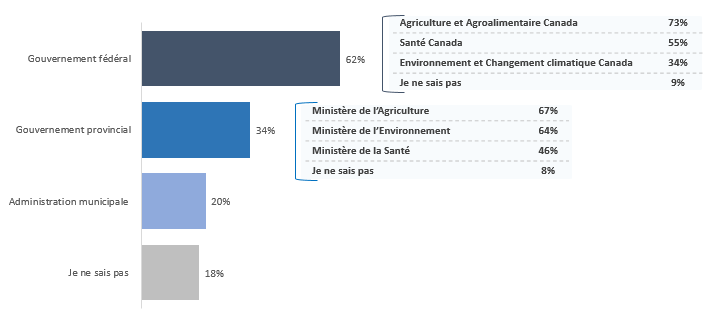 Gouvernement fédéral 62%
Agriculture et Agroalimentaire Canada 73%
Santé Canada 55%
Environnement et Changement climatique Canada 34%
Je ne sais pas 9%
Gouvernement provincial 34%
Ministère de l’Agriculture 67%
Ministère de l’Environnement 64%
Ministère de la Santé 46%
Je ne sais pas 8%
Administration municipale 20%
Je ne sais pas 18%